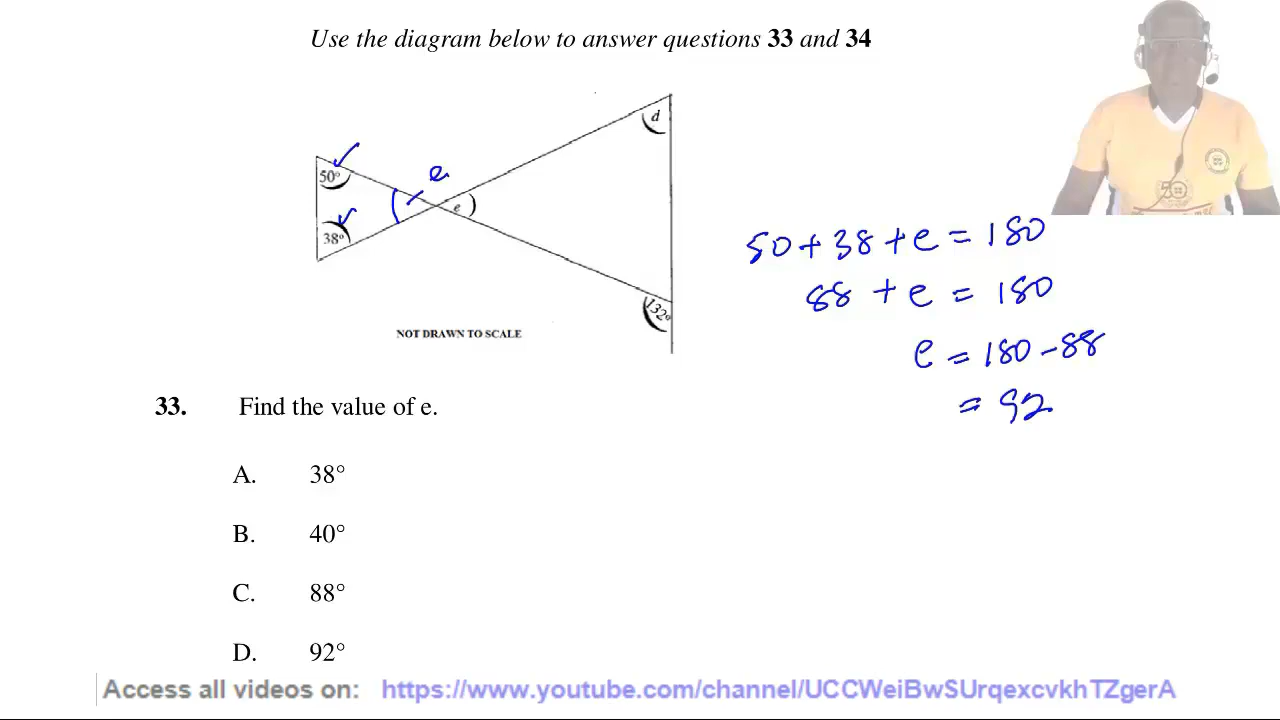 Use the diagram below to answer questions 33 and 34
d
e
50°
e
38°
132°
NOT DRAWN TO SCALE
50 + 38 + e = 180
88 + e = 180
e = 180 - 88
= 92
33. Find the value of e.
A. 38°
B. 40°
C. 88°
D. 92°
Access all videos on: https://www.youtube.com/channel/UCCWeiBwSUrqexcvkhTZgerA